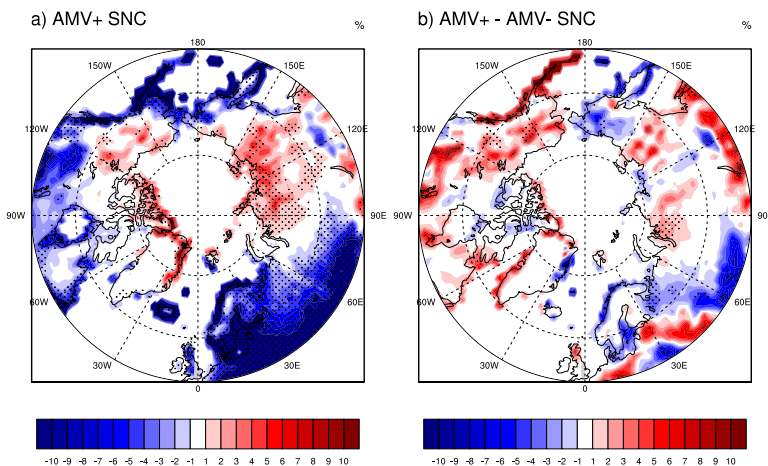 a) AMV+ SNC
%
180
150W
150E
120W
120E
90W
90E
60W
60E
30W
30E
0
-10 -9 -8 -7 -6 -5 -4 -3 -2 -1 1 2 3 4 5 6 7 8 9 10
b) AMV+ - AMV- SNC
%
180
150W
150E
120W
120E
90W
90E
60W
60E
30W
30E
0
-10 -9 -8 -7 -6 -5 -4 -3 -2 -1 1 2 3 4 5 6 7 8 9 10